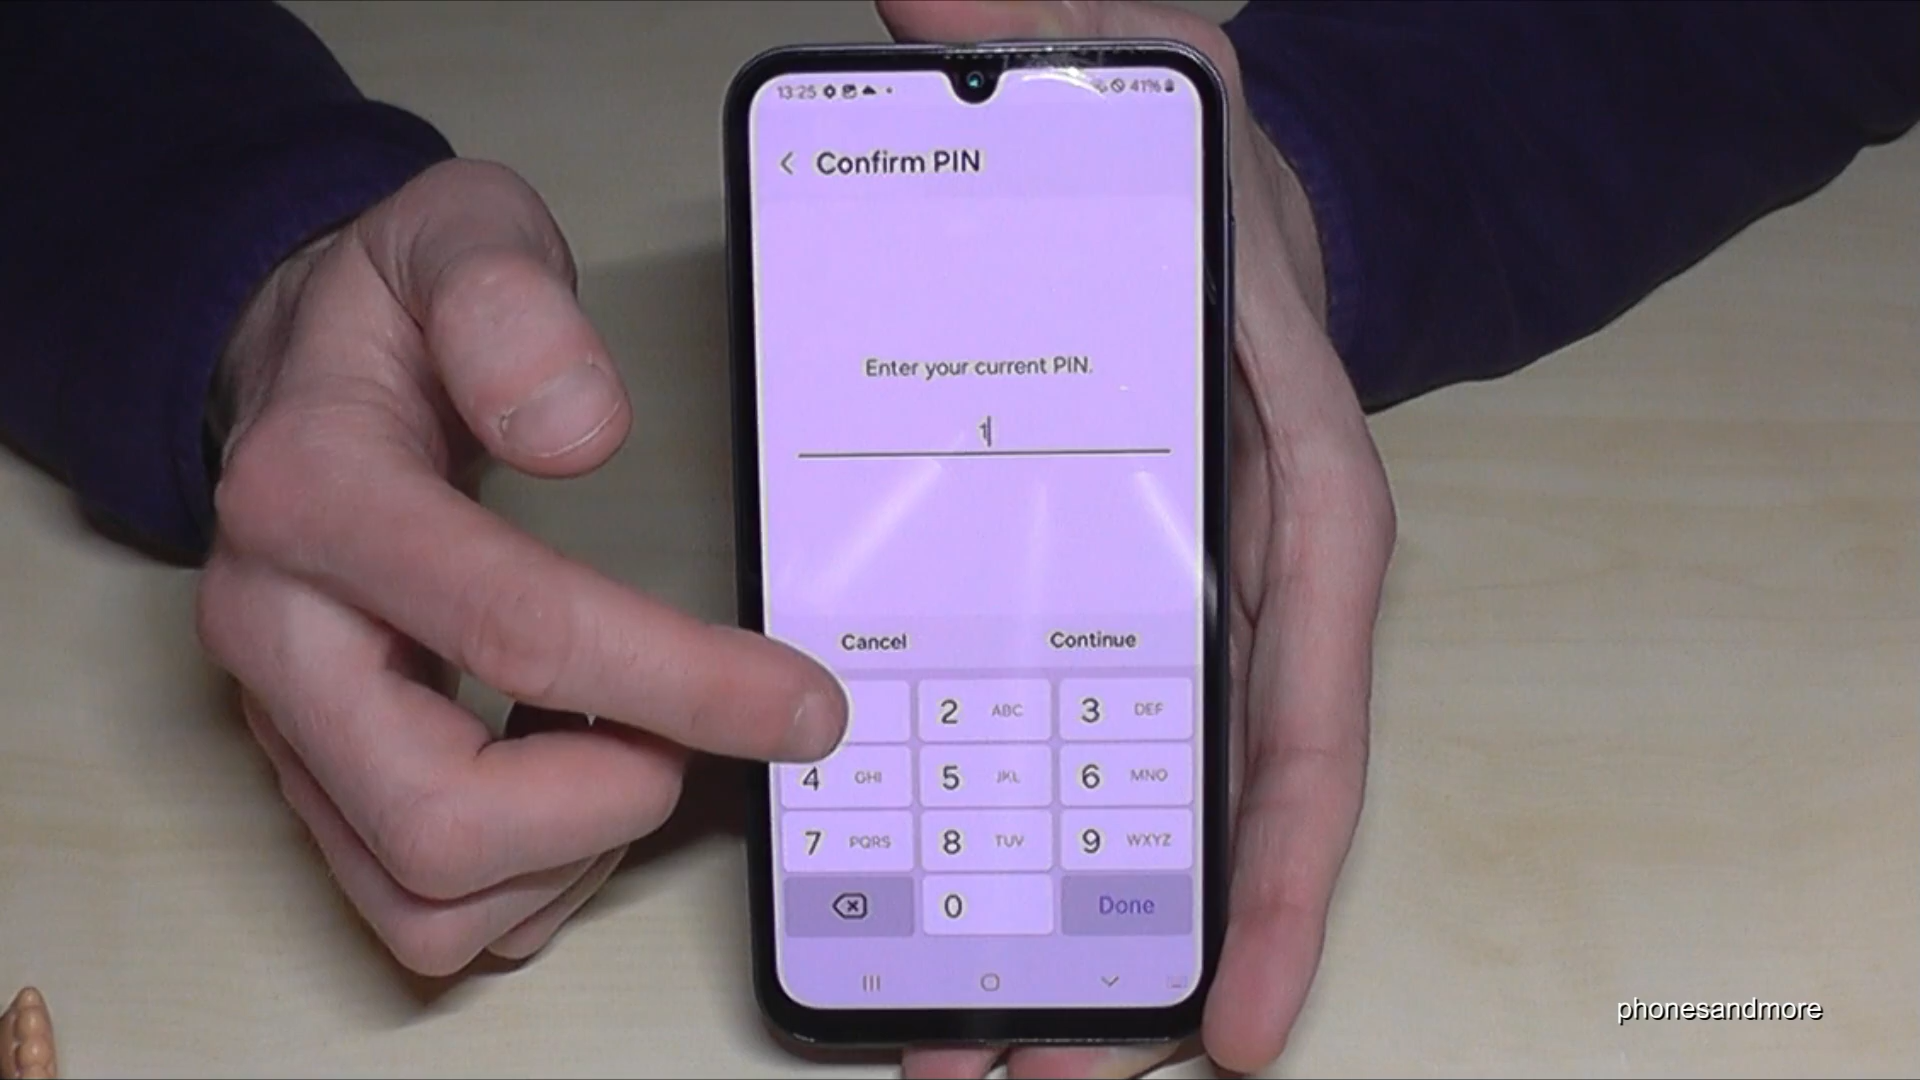 13:25 41%
Confirm PIN
Enter your current PIN.
1
Cancel Continue
2 ABC 3 DEF
4 GHI 5 JKL 6 MNO
7 PQRS 8 TUV 9 WXYZ
0 Done
phonesandmore